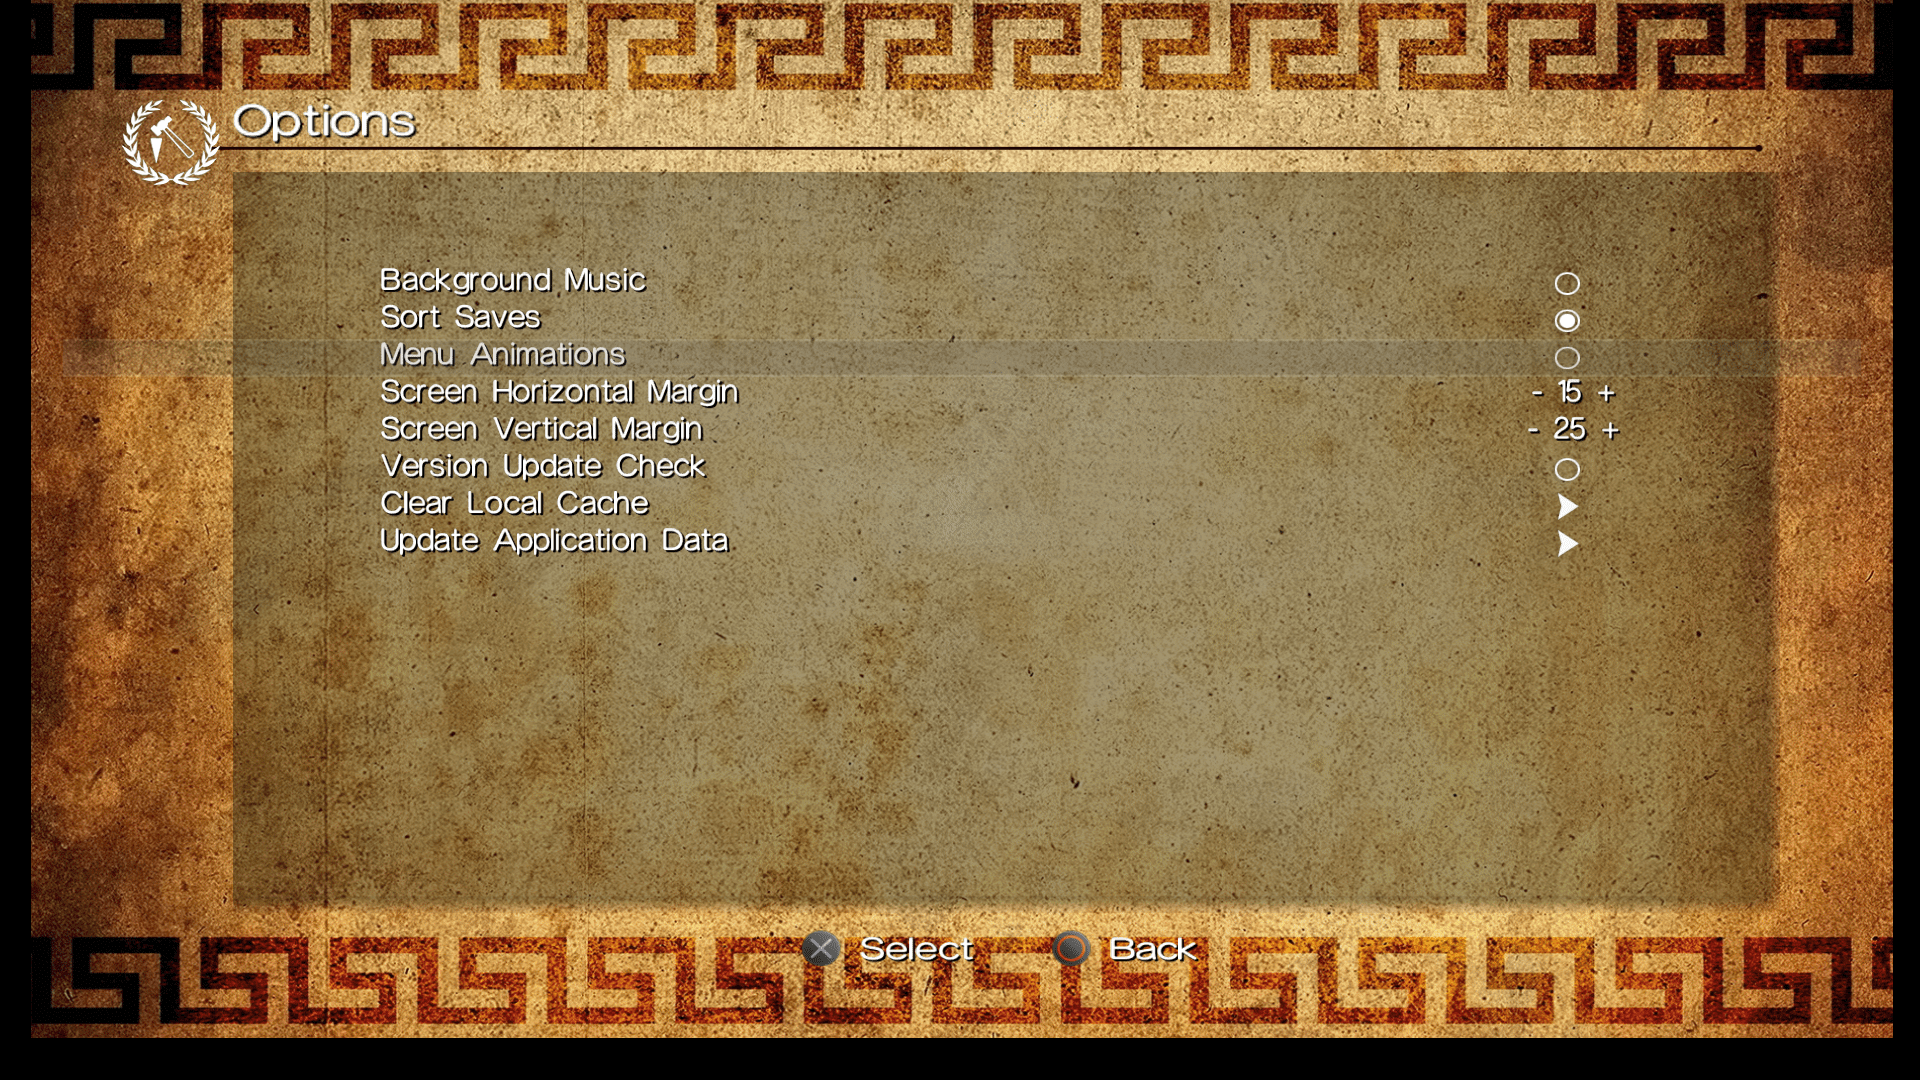 Options
Background Music
Sort Saves
Menu Animations
Screen Horizontal Margin - 15 +
Screen Vertical Margin - 25 +
Version Update Check
Clear Local Cache
Update Application Data
Select Back